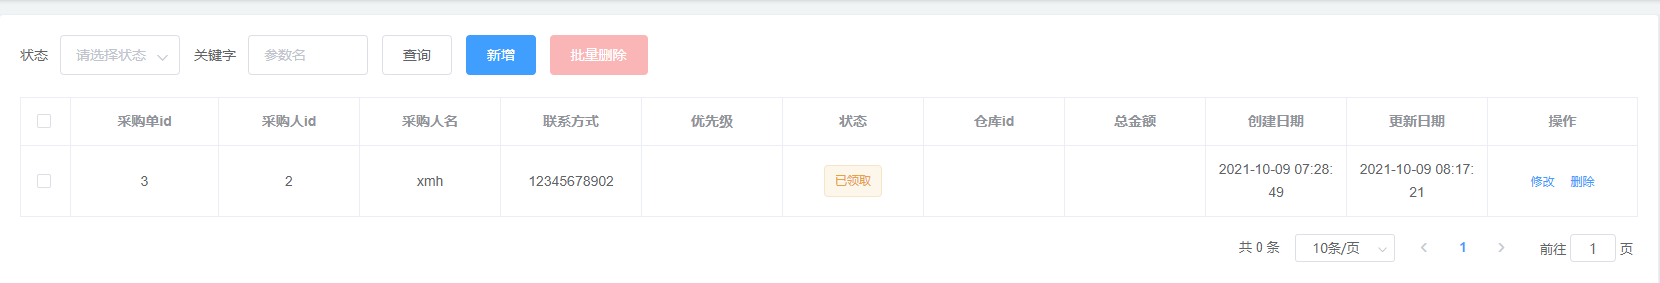 状态 请选择状态 关键字 参数名 查询 新增 批量删除
采购单id 采购人id 采购人名 联系方式 优先级 状态 仓库id 总金额 创建日期 更新日期 操作
3 2 xmh 12345678902 已领取 2021-10-09 07:28: 2021-10-09 08:17: 修改 删除
49 21
共 0 条 10条/页 1 前往 1 页